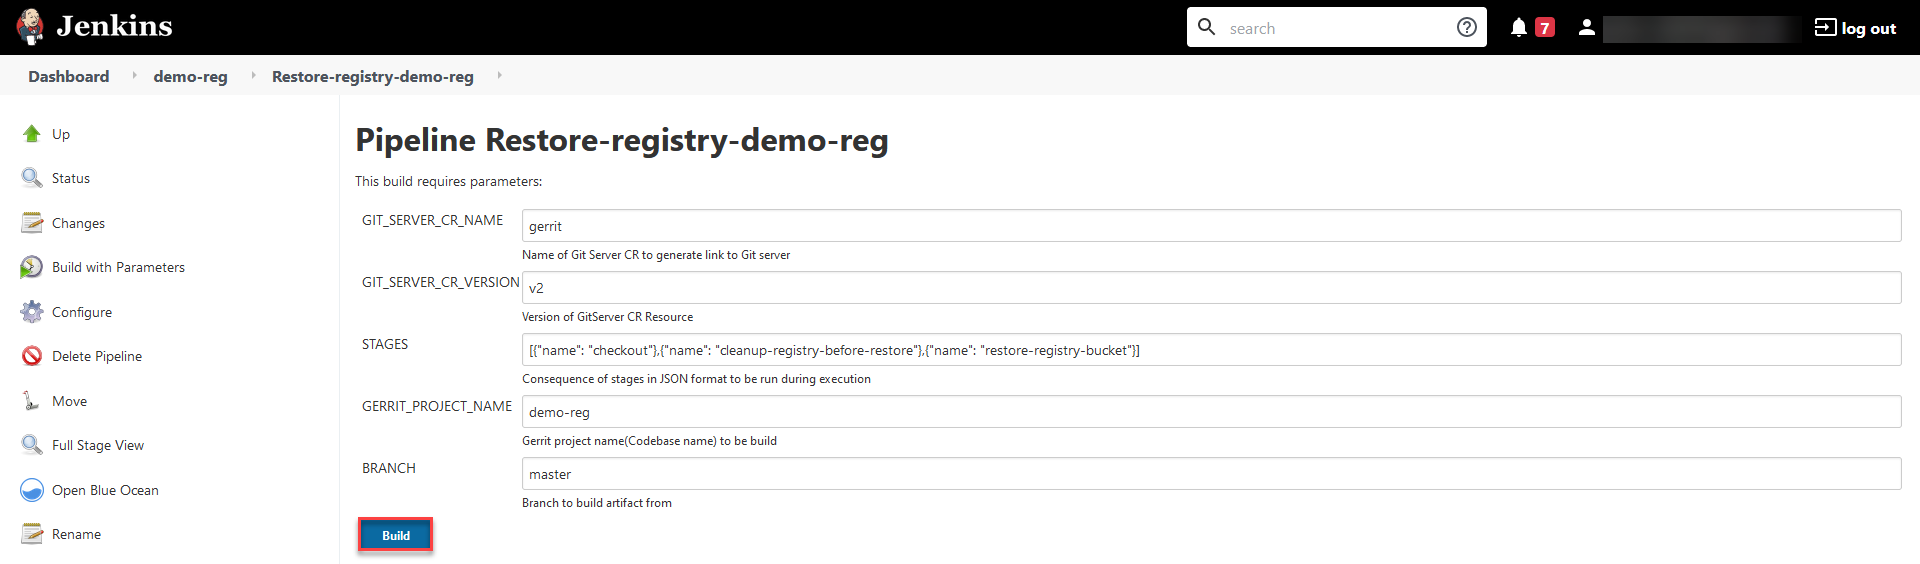 Jenkins
search
7
log out
Dashboard
demo-reg
Restore-registry-demo-reg
Up
Status
Changes
Build with Parameters
Configure
Delete Pipeline
Move
Full Stage View
Open Blue Ocean
Rename
Pipeline Restore-registry-demo-reg
This build requires parameters:
GIT_SERVER_CR_NAME
gerrit
Name of Git Server CR to generate link to Git server
GIT_SERVER_CR_VERSION
v2
Version of GitServer CR Resource
STAGES
[{"name": "checkout"},{"name": "cleanup-registry-before-restore"},{"name": "restore-registry-bucket"}]
Consequence of stages in JSON format to be run during execution
GERRIT_PROJECT_NAME
demo-reg
Gerrit project name(Codebase name) to be build
BRANCH
master
Branch to build artifact from
Build